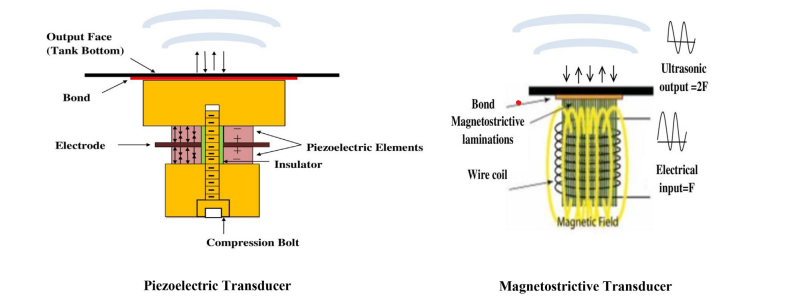 Output Face
(Tank Bottom)
Bond
Electrode
Piezoelectric Elements
Insulator
Compression Bolt
Piezoelectric Transducer
Ultrasonic
output =2F
Bond
Magnetostrictive
laminations
Wire coil
Electrical
input=F
Magnetic Field
Magnetostrictive Transducer